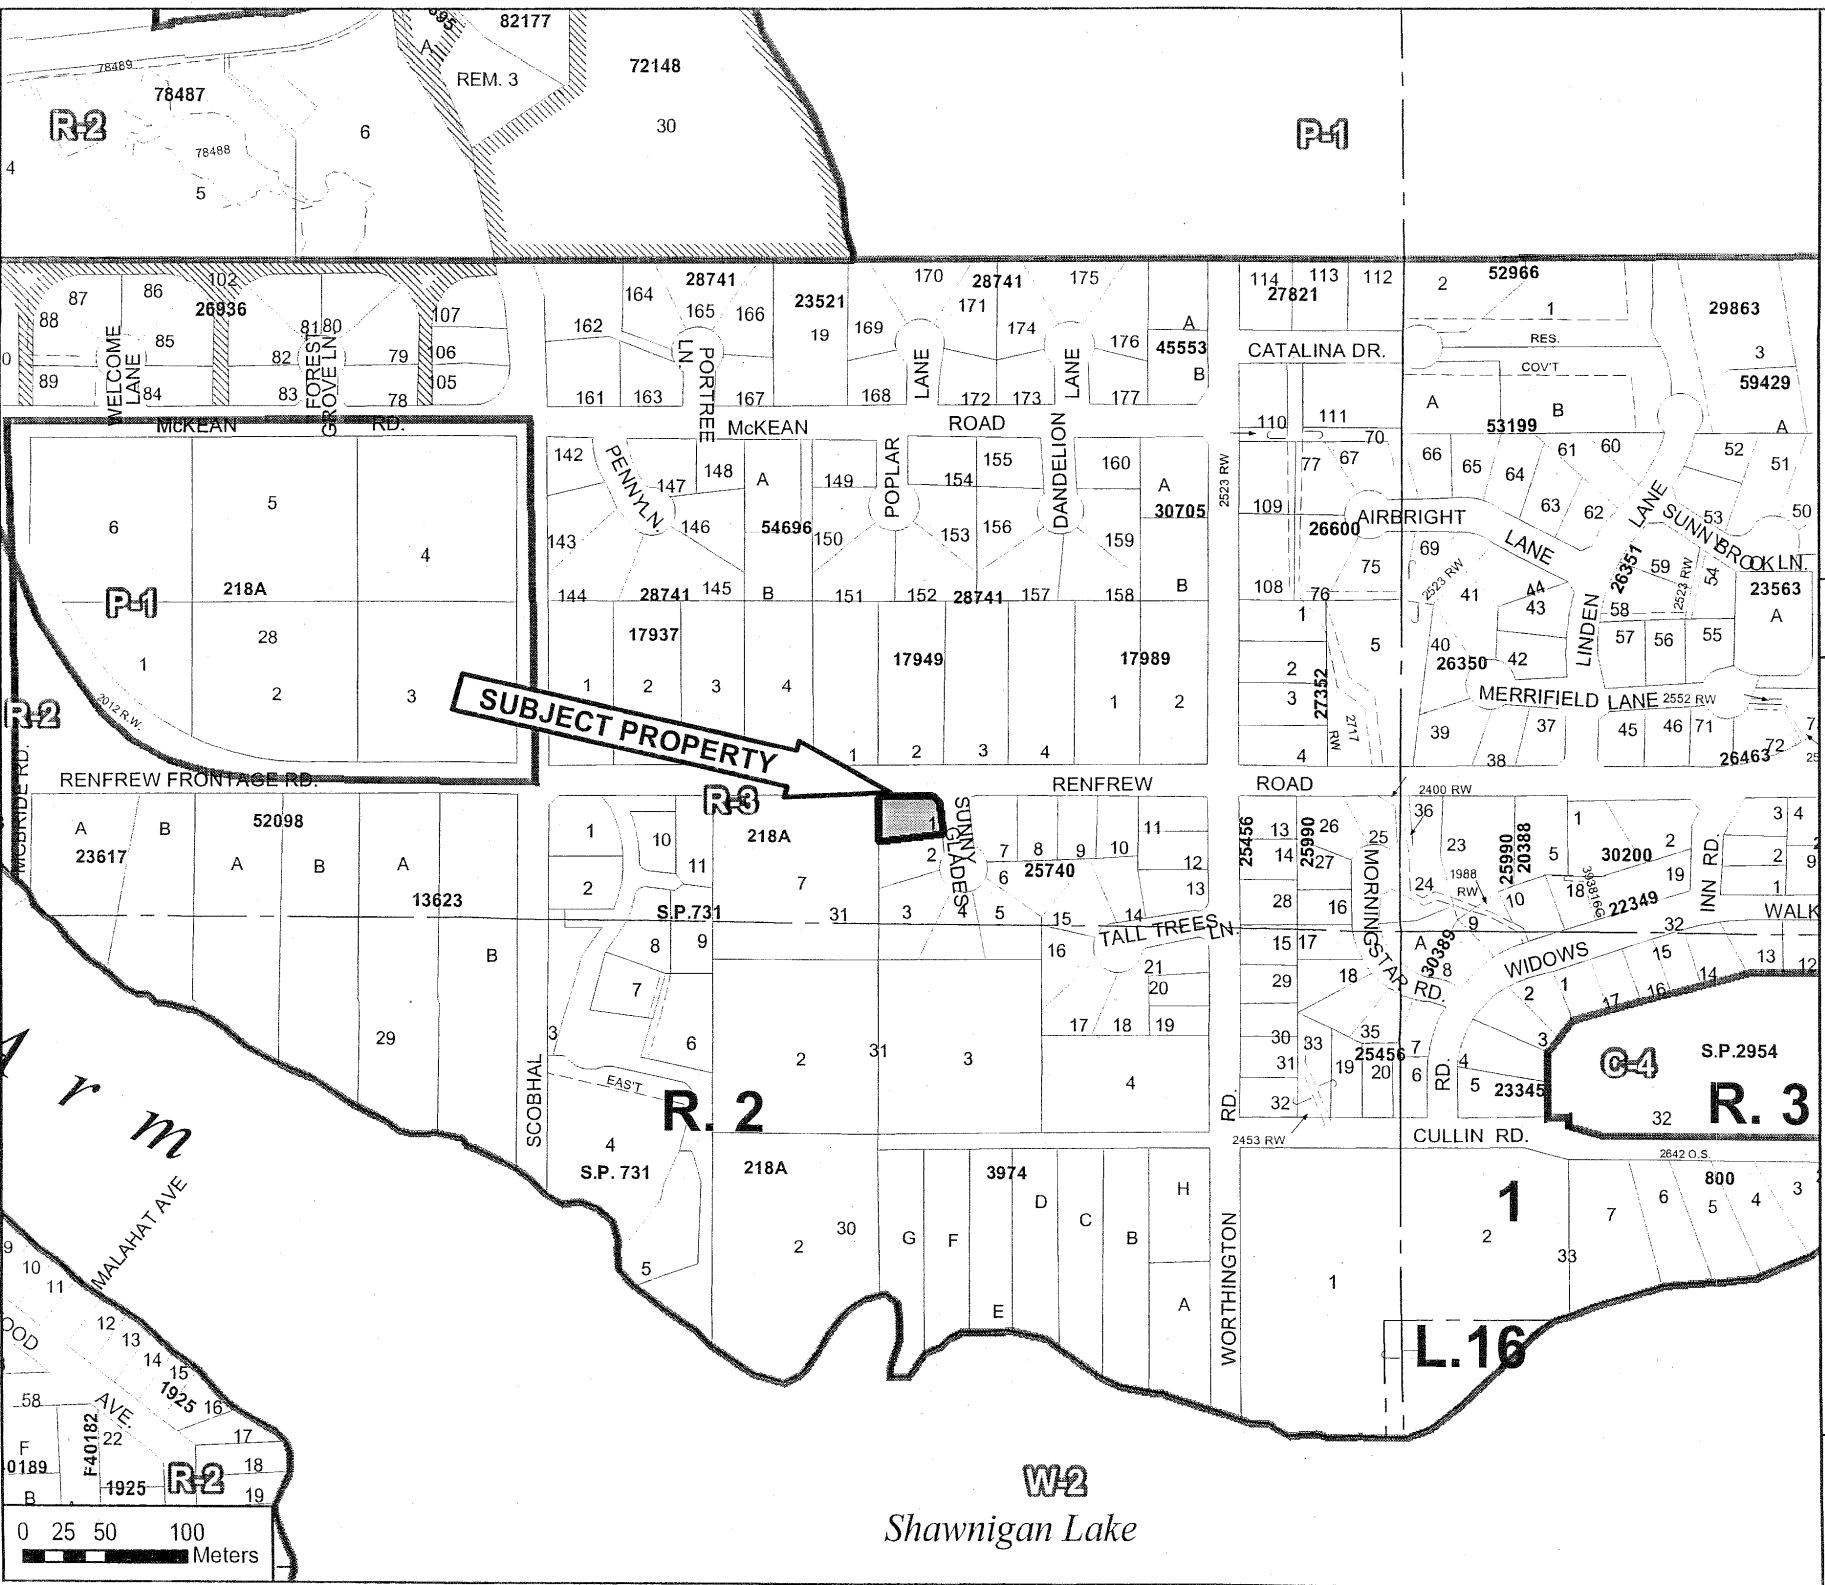 82177
A
REM. 3
72148
30
78489
78487
R-2
78488
6
5
4
P-1
102
87
86
26936
88
85
81
80
107
82
79
106
89
84
83
78
105
WELCOME LANE
FOREST GROVE LN.
McKEAN RD.
28741
164
165
166
162
161
163
167
PORTREE LN.
23521
19
170
28741
175
171
169
174
176
168
172
173
177
LANE
LANE
A
45553
B
114
113
112
27821
CATALINA DR.
2
52966
1
RES.
COV'T
29863
3
59429
A
A
B
53199
110
111
70
McKEAN ROAD
142
147
148
A
149
154
155
160
A
PENNY LN.
146
54696
143
150
153
156
159
30705
POPLAR
DANDELION
144
28741
145
B
151
152
28741
157
158
B
2523 RW
109
108
77
67
66
65
64
61
60
52
51
63
62
53
50
26600
AIRBRIGHT LANE
LINDEN LANE
SUNNYBROOK LN.
69
75
76
2523 RW
41
44
43
26351
59
54
2523 RW
58
57
56
55
23563
A
6
5
4
218A
P-1
28
1
2
3
2012 R.W.
R-2
McBRIDE RD.
17937
1
2
3
4
17949
1
2
3
4
17989
1
2
1
2
3
4
27352
5
2717 RW
40
26350
42
MERRIFIELD LANE
2552 RW
39
38
37
45
46
71
26463
72
SUBJECT PROPERTY
RENFREW FRONTAGE RD.
RENFREW ROAD
R-3
A
23617
B
52098
A
B
A
13623
B
29
1
2
10
11
218A
7
31
S.P.731
8
9
7
6
3
EAS'T
4
S.P. 731
5
SCOBHAL
1
2
SUNNY GLADES
7
8
9
10
11
25740
6
12
13
3
4
5
15
14
TALL TREES LN.
16
21
20
17
18
19
2
31
3
4
R. 2
25456
13
25990
26
25
14
27
28
16
15
17
29
18
30
33
35
31
25456
19
20
32
2453 RW
MORNINGSTAR RD.
2400 RW
36
23
24
25990
20388
1988 RW
5
10
18
1
30200
2
19
22349
9
A
30389
8
INN RD.
3
4
2
1
9
WIDOWS WALK
32
15
13
12
14
16
17
1
2
3
7
6
4
5
23345
RD.
C-4
S.P.2954
R. 3
32
CULLIN RD.
2642 O.S.
218A
2
30
3974
G
F
E
D
C
B
H
A
WORTHINGTON RD.
1
1
2
33
7
6
800
5
4
3
L.16
Arm
MALAHAT AVE
9
10
11
12
13
14
15
1925
16
17
18
19
58
AVE.
22
F
F40182
B
1925
R-2
W-2
Shawnigan Lake
0 25 50 100
Meters